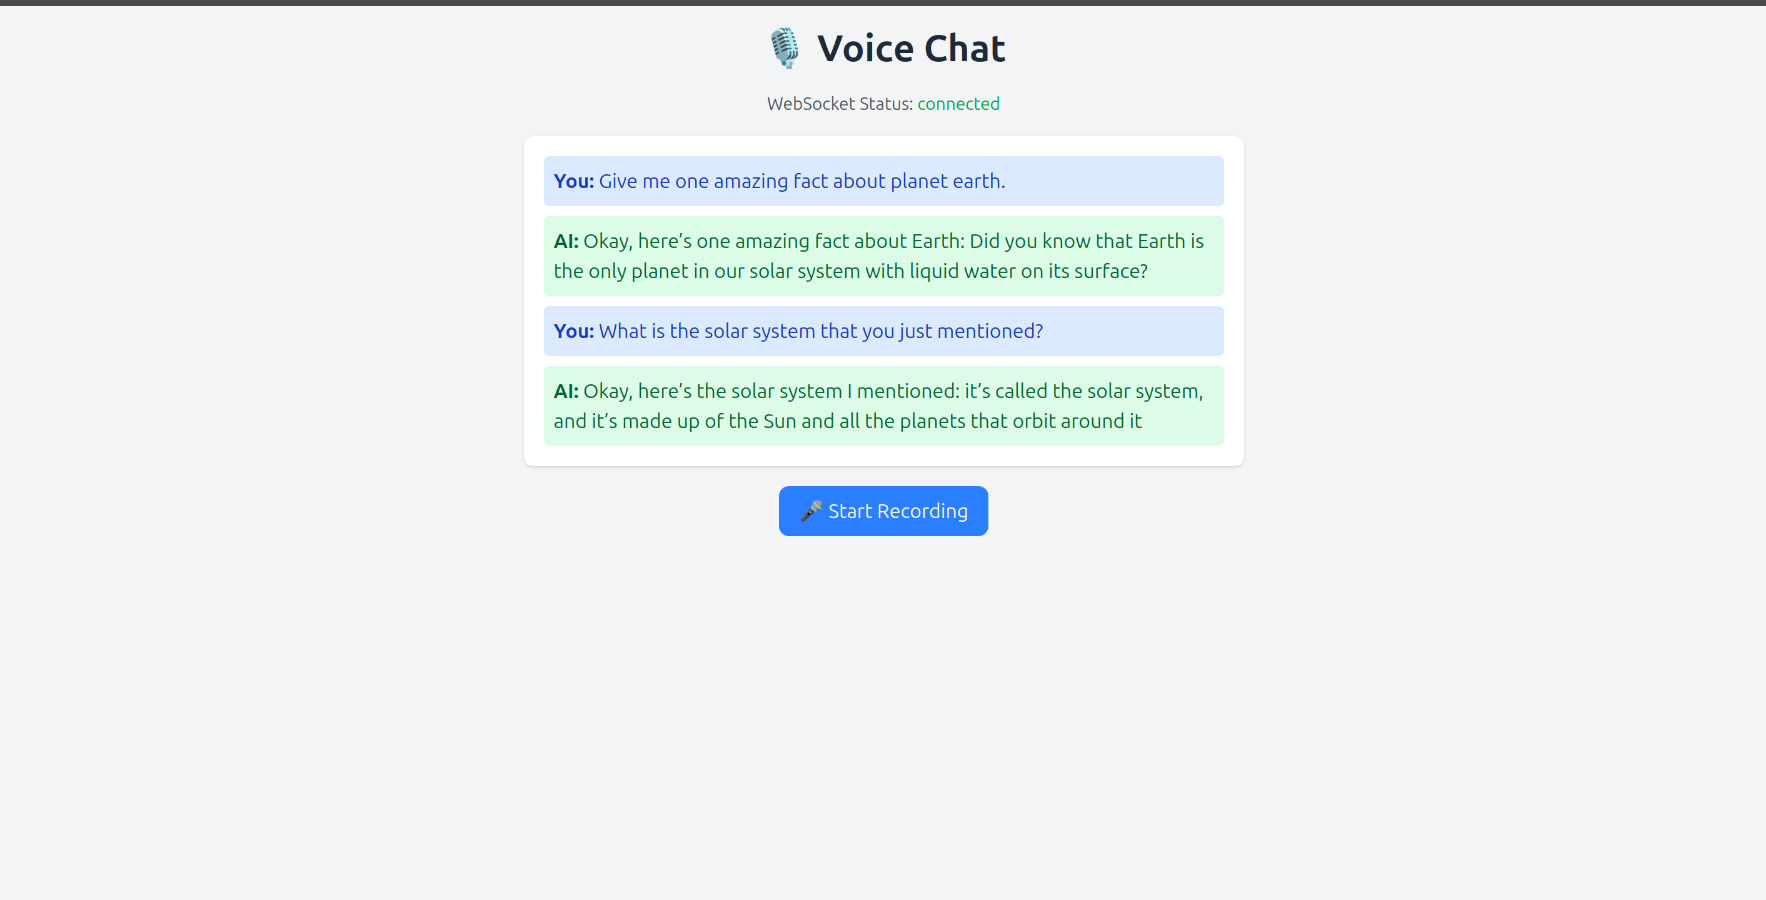 🎙️ Voice Chat
WebSocket Status: connected
You: Give me one amazing fact about planet earth.
AI: Okay, here’s one amazing fact about Earth: Did you know that Earth is
the only planet in our solar system with liquid water on its surface?
You: What is the solar system that you just mentioned?
AI: Okay, here’s the solar system I mentioned: it’s called the solar system,
and it’s made up of the Sun and all the planets that orbit around it
🎤 Start Recording